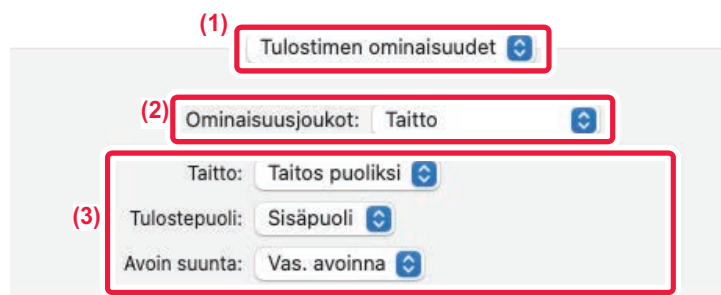 (1)
Tulostimen ominaisuudet
(2)
Ominaisuusjoukot: Taitto
(3)
Taitto: Taitos puoliksi
Tulostepuoli: Sisäpuoli
Avoin suunta: Vas. avoinna